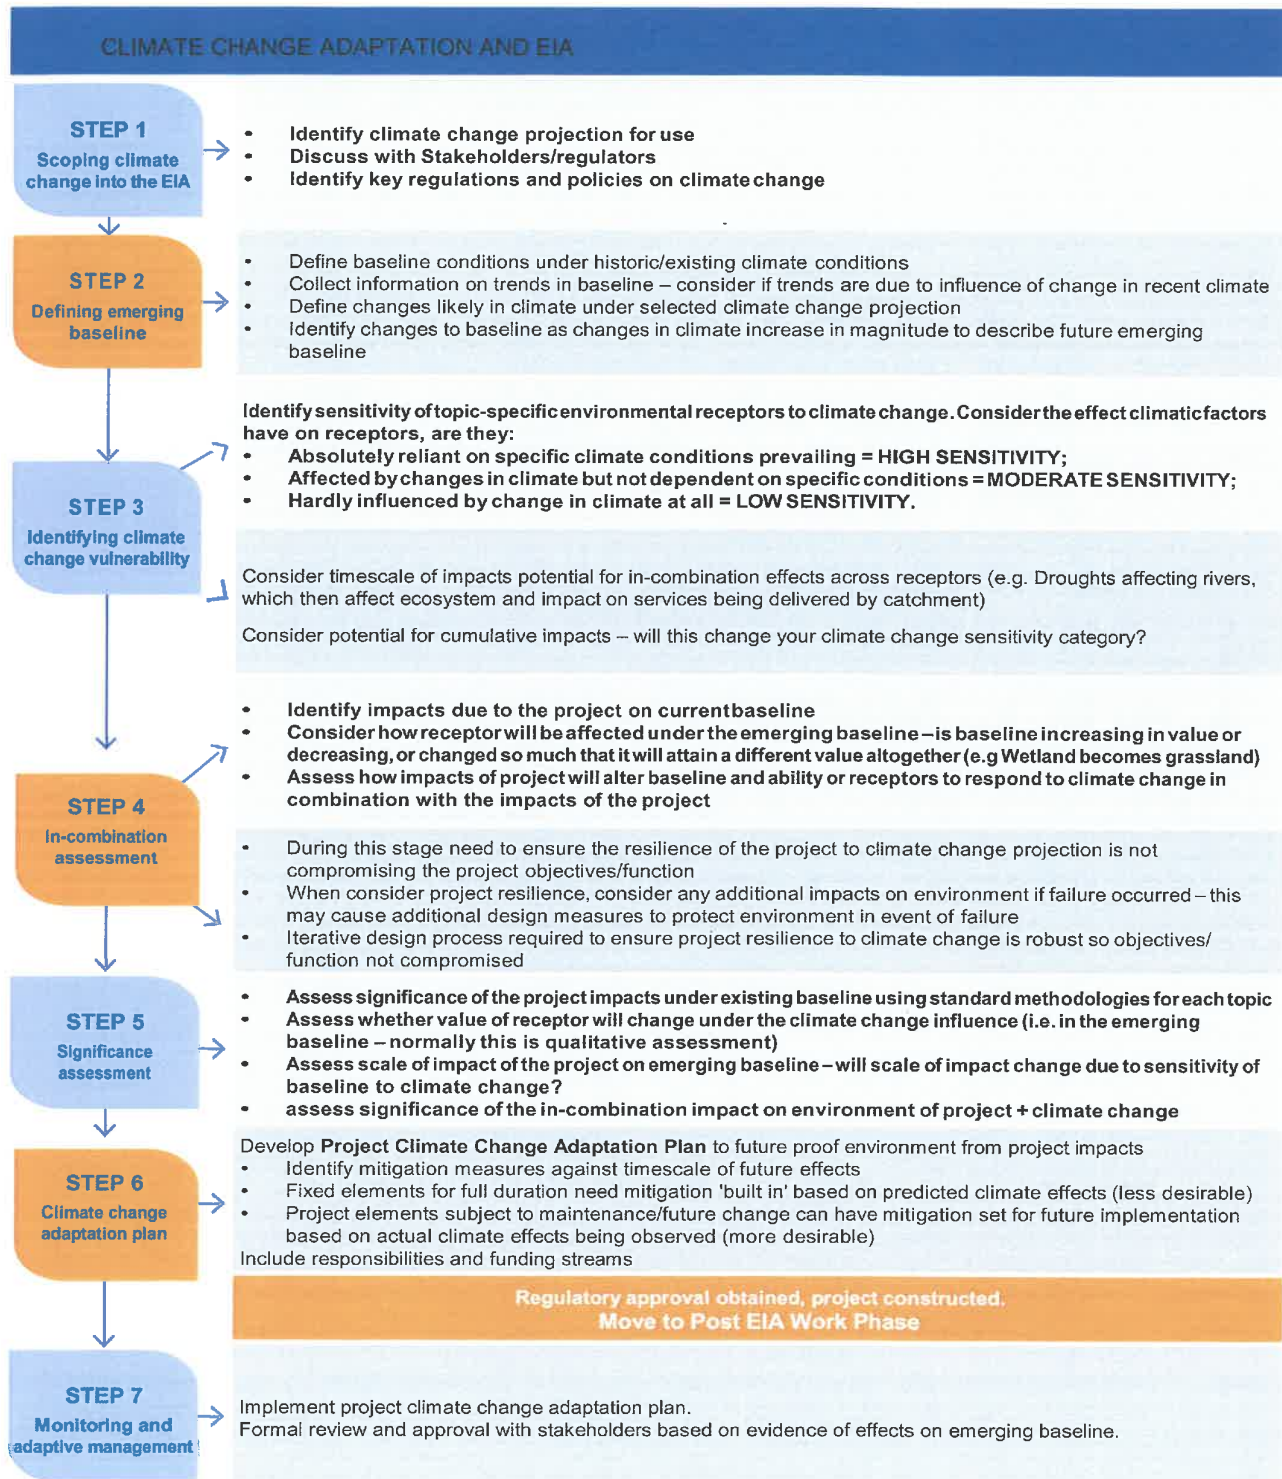 CLIMATE CHANGE ADAPTATION AND EIA
STEP 1
Scoping climate
change into the EIA
• Identify climate change projection for use
• Discuss with Stakeholders/regulators
• Identify key regulations and policies on climate change
STEP 2
Defining emerging
baseline
• Define baseline conditions under historic/existing climate conditions
• Collect information on trends in baseline – consider if trends are due to influence of change in recent climate
• Define changes likely in climate under selected climate change projection
• Identify changes to baseline as changes in climate increase in magnitude to describe future emerging
baseline
STEP 3
Identifying climate
change vulnerability
Identify sensitivity of topic-specific environmental receptors to climate change. Consider the effect climatic factors
have on receptors, are they:
• Absolutely reliant on specific climate conditions prevailing = HIGH SENSITIVITY;
• Affected by changes in climate but not dependent on specific conditions = MODERATE SENSITIVITY;
• Hardly influenced by change in climate at all = LOW SENSITIVITY.
Consider timescale of impacts potential for in-combination effects across receptors (e.g. Droughts affecting rivers,
which then affect ecosystem and impact on services being delivered by catchment)
Consider potential for cumulative impacts – will this change your climate change sensitivity category?
STEP 4
In-combination
assessment
• Identify impacts due to the project on current baseline
• Consider how receptor will be affected under the emerging baseline – is baseline increasing in value or
decreasing, or changed so much that it will attain a different value altogether (e.g Wetland becomes grassland)
• Assess how impacts of project will alter baseline and ability or receptors to respond to climate change in
combination with the impacts of the project
• During this stage need to ensure the resilience of the project to climate change projection is not
compromising the project objectives/function
• When consider project resilience, consider any additional impacts on environment if failure occurred – this
may cause additional design measures to protect environment in event of failure
• Iterative design process required to ensure project resilience to climate change is robust so objectives/
function not compromised
STEP 5
Significance
assessment
• Assess significance of the project impacts under existing baseline using standard methodologies for each topic
• Assess whether value of receptor will change under the climate change influence (i.e. in the emerging
baseline – normally this is qualitative assessment)
• Assess scale of impact of the project on emerging baseline – will scale of impact change due to sensitivity of
baseline to climate change?
• assess significance of the in-combination impact on environment of project + climate change
STEP 6
Climate change
adaptation plan
Develop Project Climate Change Adaptation Plan to future proof environment from project impacts
• Identify mitigation measures against timescale of future effects
• Fixed elements for full duration need mitigation 'built in' based on predicted climate effects (less desirable)
• Project elements subject to maintenance/future change can have mitigation set for future implementation
based on actual climate effects being observed (more desirable)
Include responsibilities and funding streams
Regulatory approval obtained, project constructed.
Move to Post EIA Work Phase
STEP 7
Monitoring and
adaptive management
Implement project climate change adaptation plan.
Formal review and approval with stakeholders based on evidence of effects on emerging baseline.